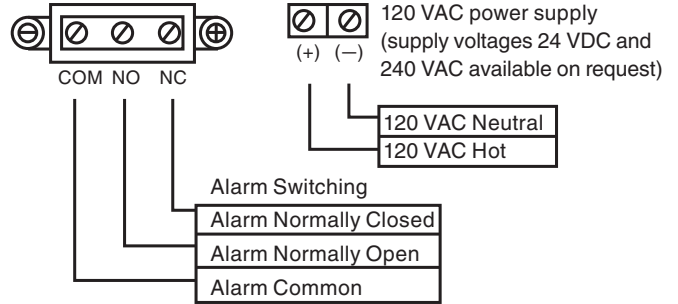 COM NO NC
(+) (—)
120 VAC power supply
(supply voltages 24 VDC and
240 VAC available on request)
120 VAC Neutral
120 VAC Hot
Alarm Switching
Alarm Normally Closed
Alarm Normally Open
Alarm Common